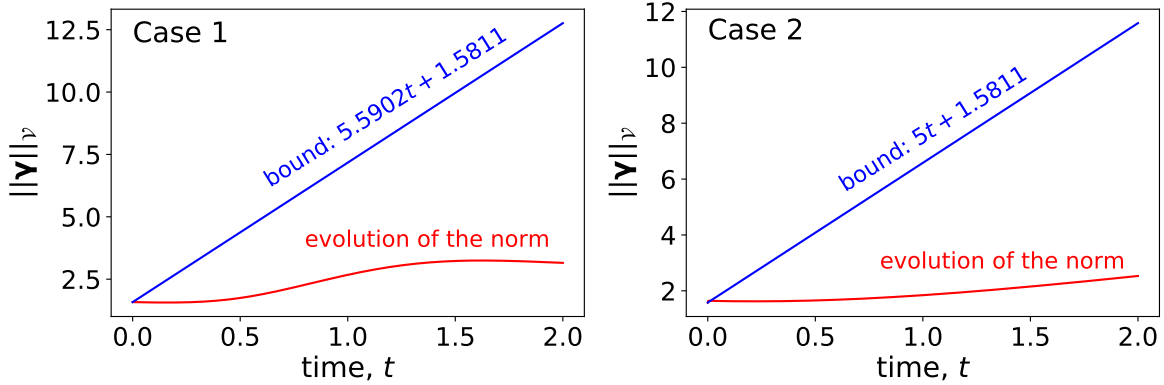 Case 1
bound: 5.5902t + 1.5811
evolution of the norm
||γ||𝒱
12.5
10.0
7.5
5.0
2.5
0.0 0.5 1.0 1.5 2.0
time, t
Case 2
bound: 5t + 1.5811
evolution of the norm
||γ||𝒱
12
10
8
6
4
2
0.0 0.5 1.0 1.5 2.0
time, t